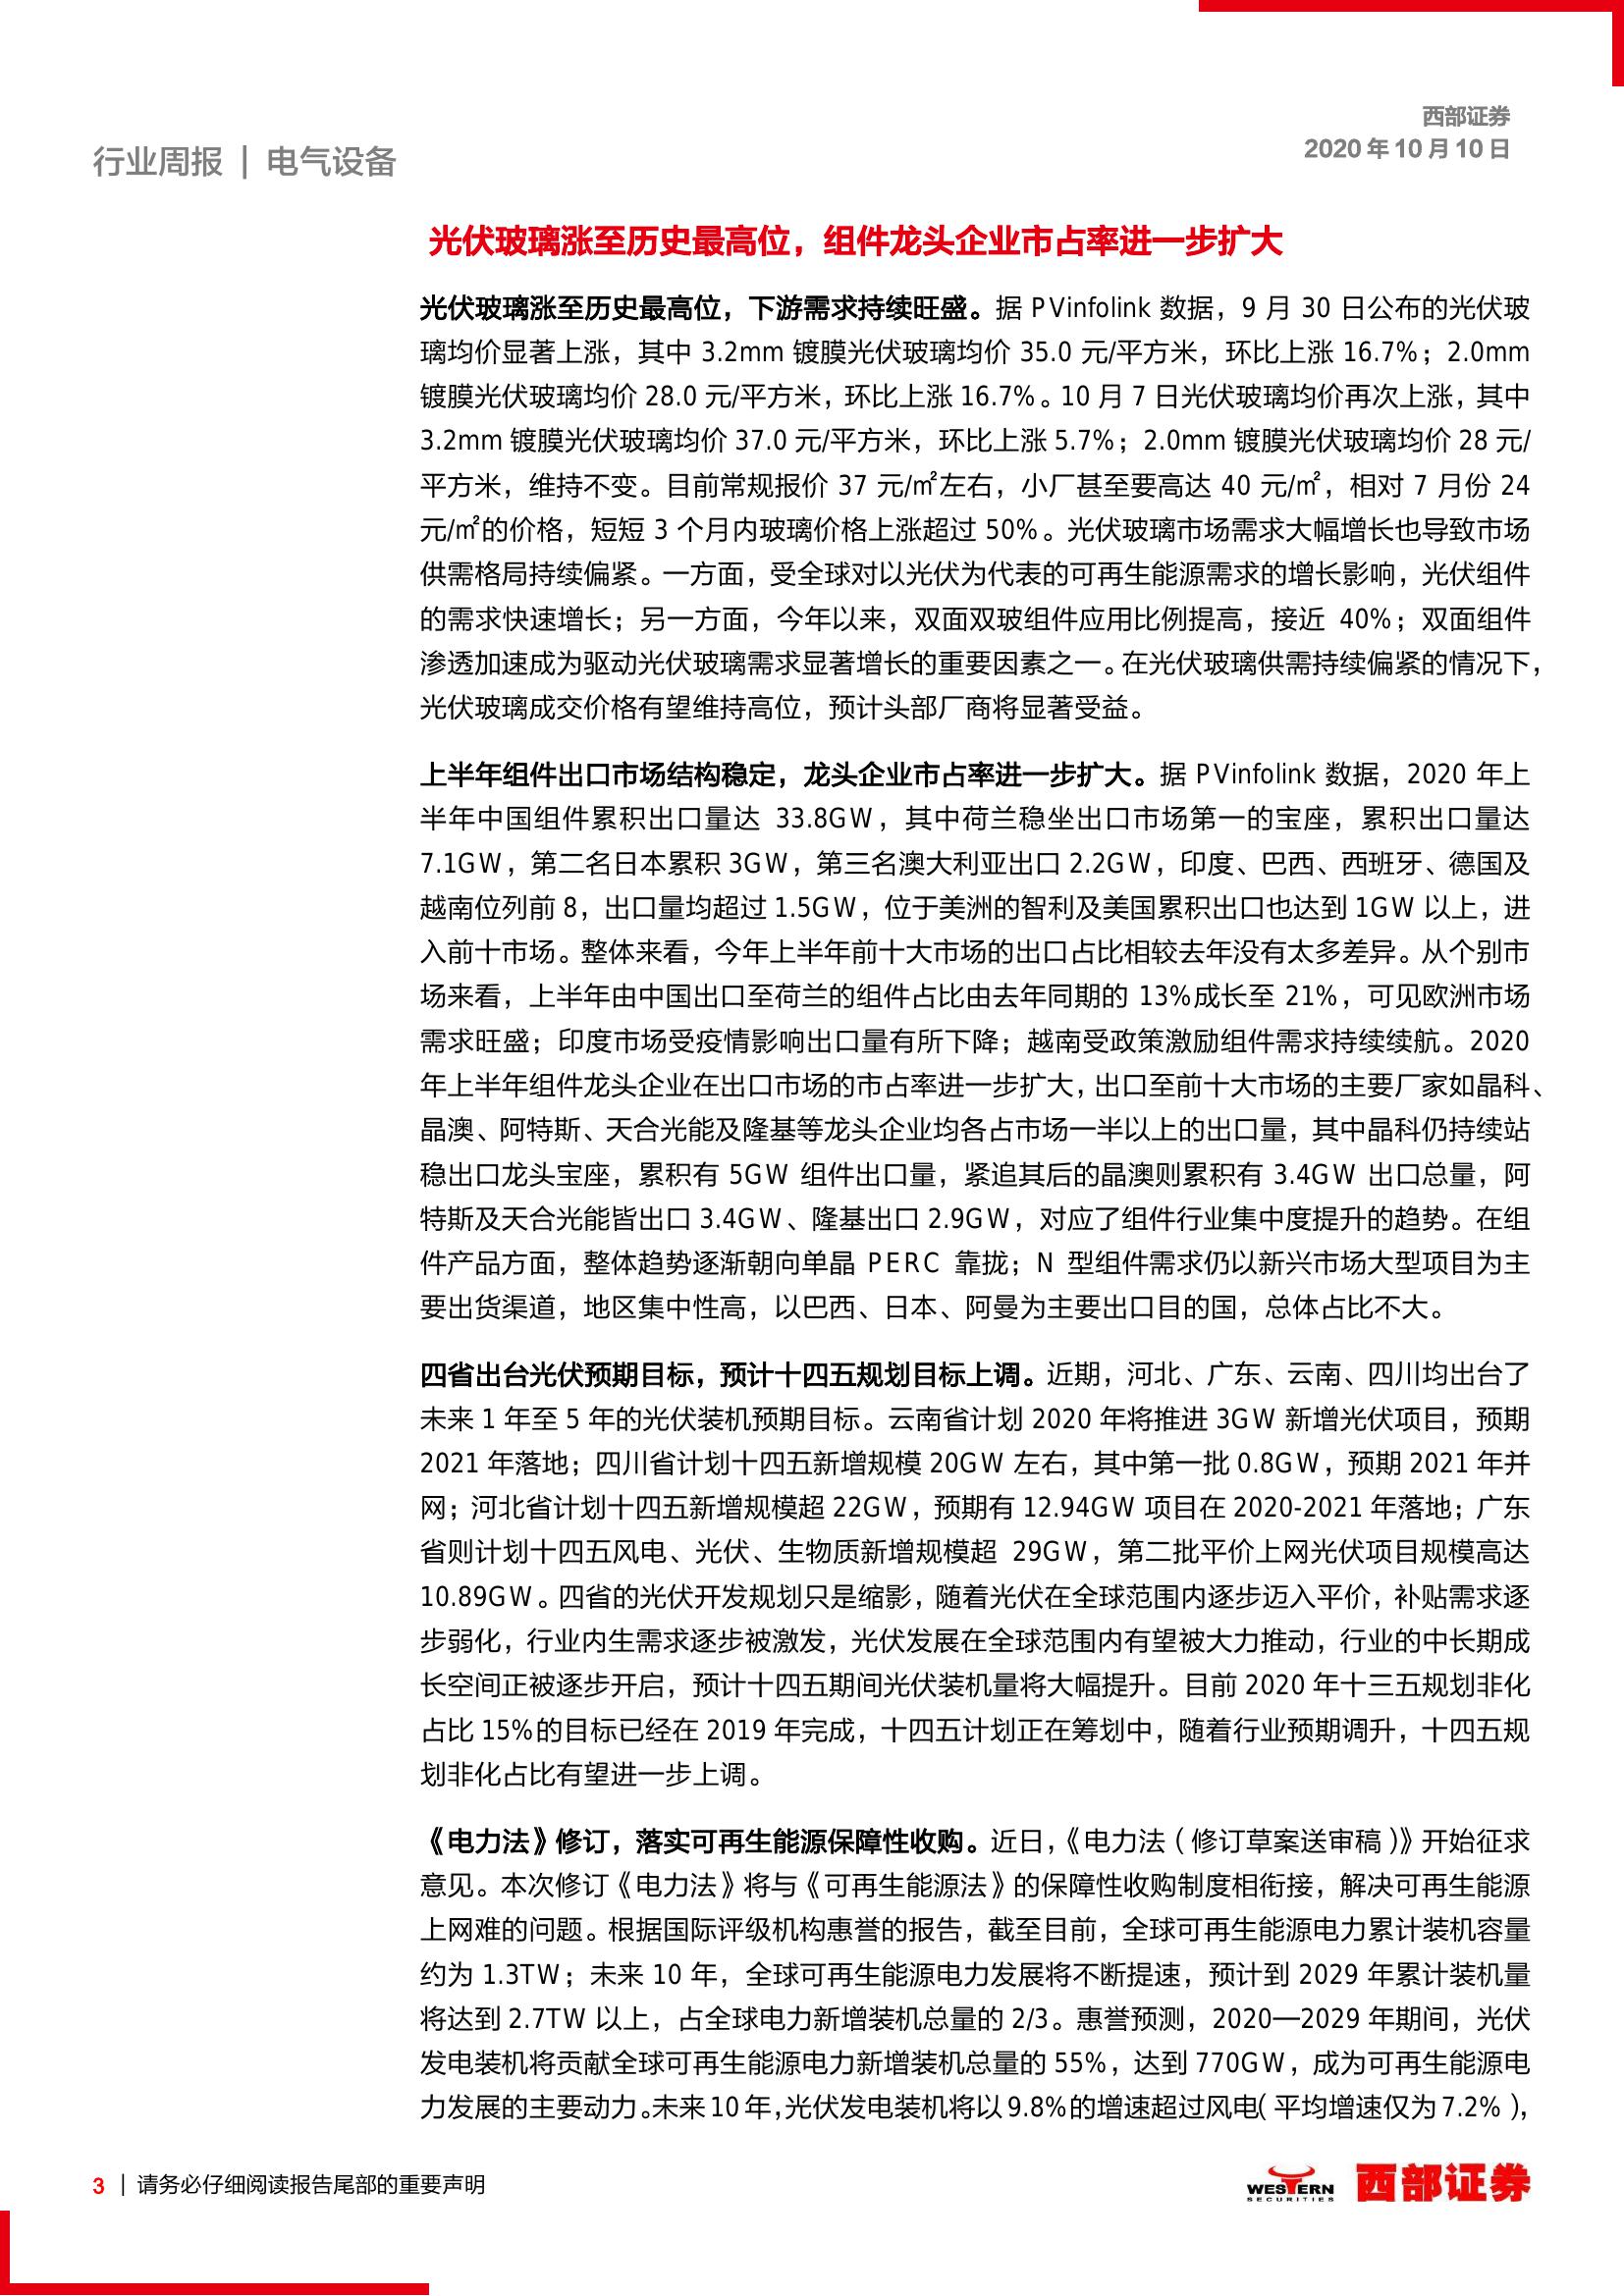 西部证券
2020 年 10 月 10 日
行业周报 | 电气设备
光伏玻璃涨至历史最高位，组件龙头企业市占率进一步扩大
光伏玻璃涨至历史最高位，下游需求持续旺盛。据 PVinfolink 数据，9 月 30 日公布的光伏玻
璃均价显著上涨，其中 3.2mm 镀膜光伏玻璃均价 35.0 元/平方米，环比上涨 16.7%；2.0mm
镀膜光伏玻璃均价 28.0 元/平方米，环比上涨 16.7%。10 月 7 日光伏玻璃均价再次上涨，其中
3.2mm 镀膜光伏玻璃均价 37.0 元/平方米，环比上涨 5.7%；2.0mm 镀膜光伏玻璃均价 28 元/
平方米，维持不变。目前常规报价 37 元/㎡左右，小厂甚至要高达 40 元/㎡，相对 7 月份 24
元/㎡的价格，短短 3 个月内玻璃价格上涨超过 50%。光伏玻璃市场需求大幅增长也导致市场
供需格局持续偏紧。一方面，受全球对以光伏为代表的可再生能源需求的增长影响，光伏组件
的需求快速增长；另一方面，今年以来，双面双玻组件应用比例提高，接近 40%；双面组件
渗透加速成为驱动光伏玻璃需求显著增长的重要因素之一。在光伏玻璃供需持续偏紧的情况下，
光伏玻璃成交价格有望维持高位，预计头部厂商将显著受益。
上半年组件出口市场结构稳定，龙头企业市占率进一步扩大。据 PVinfolink 数据，2020 年上
半年中国组件累积出口量达 33.8GW，其中荷兰稳坐出口市场第一的宝座，累积出口量达
7.1GW，第二名日本累积 3GW，第三名澳大利亚出口 2.2GW，印度、巴西、西班牙、德国及
越南位列前 8，出口量均超过 1.5GW，位于美洲的智利及美国累积出口也达到 1GW 以上，进
入前十市场。整体来看，今年上半年前十大市场的出口占比相较去年没有太多差异。从个别市
场来看，上半年由中国出口至荷兰的组件占比由去年同期的 13%成长至 21%，可见欧洲市场
需求旺盛；印度市场受疫情影响出口量有所下降；越南受政策激励组件需求持续续航。2020
年上半年组件龙头企业在出口市场的市占率进一步扩大，出口至前十大市场的主要厂家如晶科、
晶澳、阿特斯、天合光能及隆基等龙头企业均各占市场一半以上的出口量，其中晶科仍持续站
稳出口龙头宝座，累积有 5GW 组件出口量，紧追其后的晶澳则累积有 3.4GW 出口总量，阿
特斯及天合光能皆出口 3.4GW、隆基出口 2.9GW，对应了组件行业集中度提升的趋势。在组
件产品方面，整体趋势逐渐朝向单晶 PERC 靠拢；N 型组件需求仍以新兴市场大型项目为主
要出货渠道，地区集中性高，以巴西、日本、阿曼为主要出口目的国，总体占比不大。
四省出台光伏预期目标，预计十四五规划目标上调。近期，河北、广东、云南、四川均出台了
未来 1 年至 5 年的光伏装机预期目标。云南省计划 2020 年将推进 3GW 新增光伏项目，预期
2021 年落地；四川省计划十四五新增规模 20GW 左右，其中第一批 0.8GW，预期 2021 年并
网；河北省计划十四五新增规模超 22GW，预期有 12.94GW 项目在 2020-2021 年落地；广东
省则计划十四五风电、光伏、生物质新增规模超 29GW，第二批平价上网光伏项目规模高达
10.89GW。四省的光伏开发规划只是缩影，随着光伏在全球范围内逐步迈入平价，补贴需求逐
步弱化，行业内生需求逐步被激发，光伏发展在全球范围内有望被大力推动，行业的中长期成
长空间正被逐步开启，预计十四五期间光伏装机量将大幅提升。目前 2020 年十三五规划非化
占比 15%的目标已经在 2019 年完成，十四五计划正在筹划中，随着行业预期调升，十四五规
划非化占比有望进一步上调。
《电力法》修订，落实可再生能源保障性收购。近日，《电力法（修订草案送审稿）》开始征求
意见。本次修订《电力法》将与《可再生能源法》的保障性收购制度相衔接，解决可再生能源
上网难的问题。根据国际评级机构惠誉的报告，截至目前，全球可再生能源电力累计装机容量
约为 1.3TW；未来 10 年，全球可再生能源电力发展将不断提速，预计到 2029 年累计装机量
将达到 2.7TW 以上，占全球电力新增装机总量的 2/3。惠誉预测，2020—2029 年期间，光伏
发电装机将贡献全球可再生能源电力新增装机总量的 55%，达到 770GW，成为可再生能源电
力发展的主要动力。未来 10 年，光伏发电装机将以 9.8%的增速超过风电（平均增速仅为 7.2%），
3 | 请务必仔细阅读报告尾部的重要声明
WESTERN
SECURITIES
西部证券